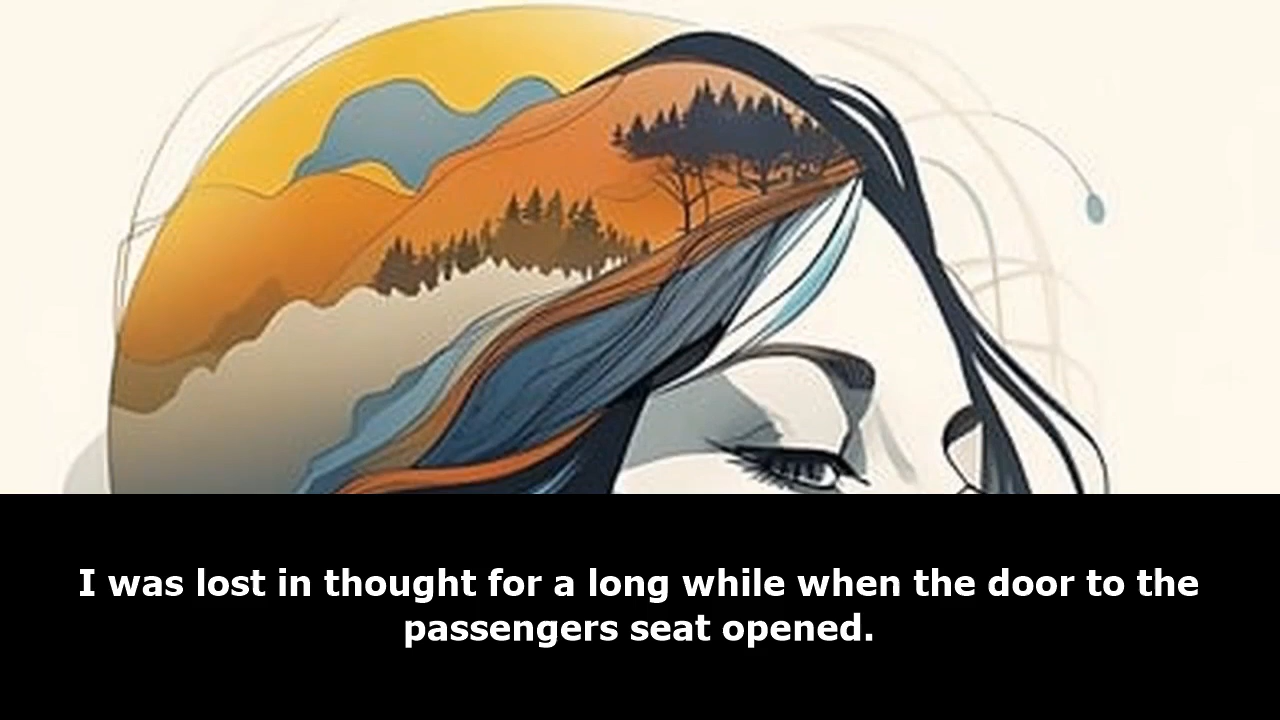 I was lost in thought for a long while when the door to the
passengers seat opened.